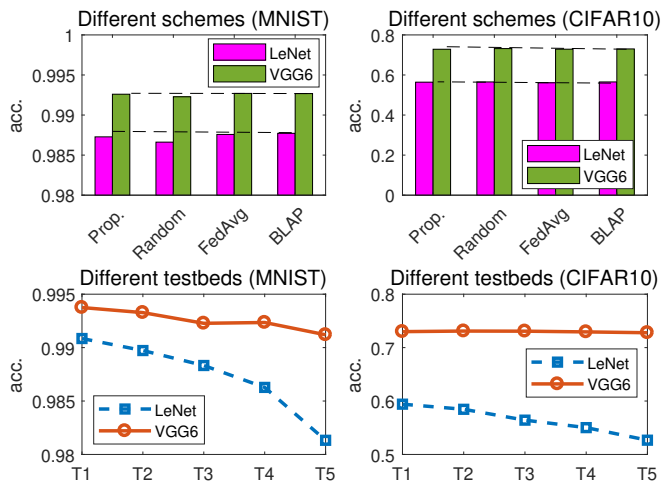 Different schemes (MNIST)
1
0.995
0.99
0.985
0.98
acc.
LeNet
VGG6
Prop.
Random
FedAvg
BLAP
Different schemes (CIFAR10)
0.8
0.6
0.4
0.2
0
acc.
LeNet
VGG6
Prop.
Random
FedAvg
BLAP
Different testbeds (MNIST)
0.995
0.99
0.985
0.98
acc.
LeNet
VGG6
T1 T2 T3 T4 T5
Different testbeds (CIFAR10)
0.8
0.7
0.6
0.5
acc.
LeNet
VGG6
T1 T2 T3 T4 T5